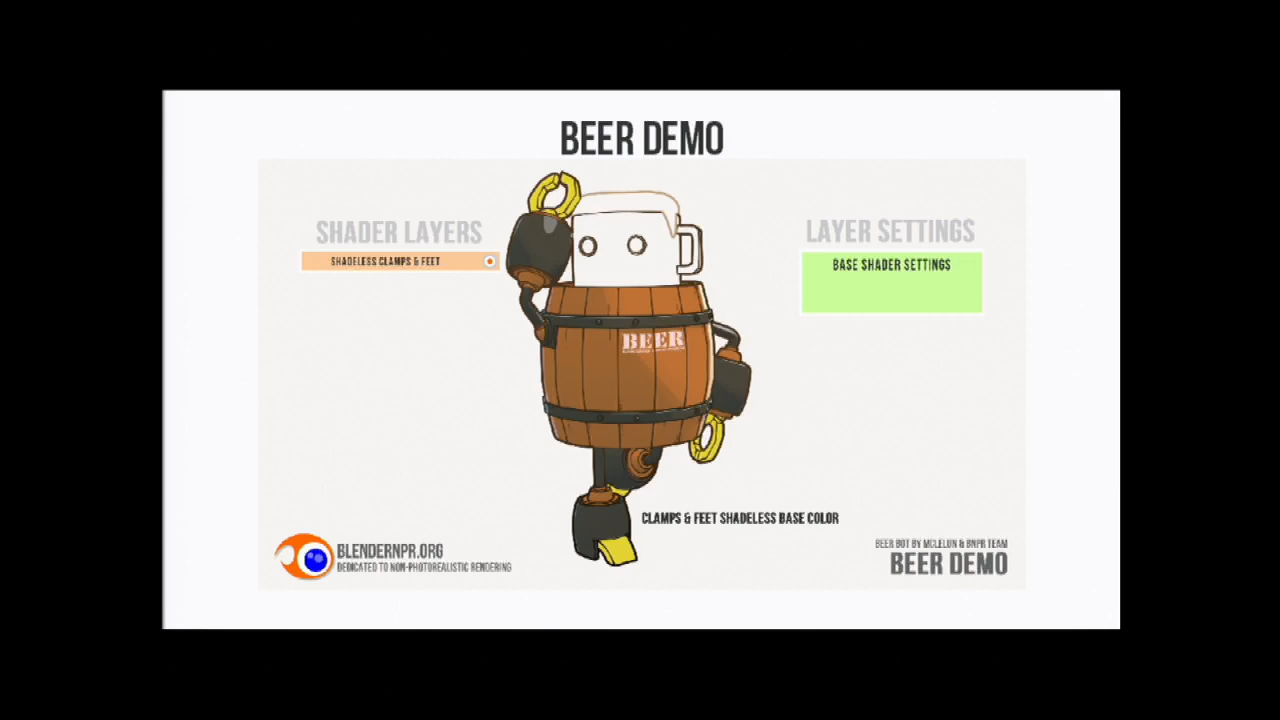 BEER DEMO
SHADER LAYERS
SHADELESS CLAMPS & FEET
LAYER SETTINGS
BASE SHADER SETTINGS
BEER
CLAMPS & FEET SHADELESS BASE COLOR
BLENDERNPR.ORG
DEDICATED TO NON-PHOTOREALISTIC RENDERING
BEER BOT BY MCLELUN & BNPR TEAM
BEER DEMO